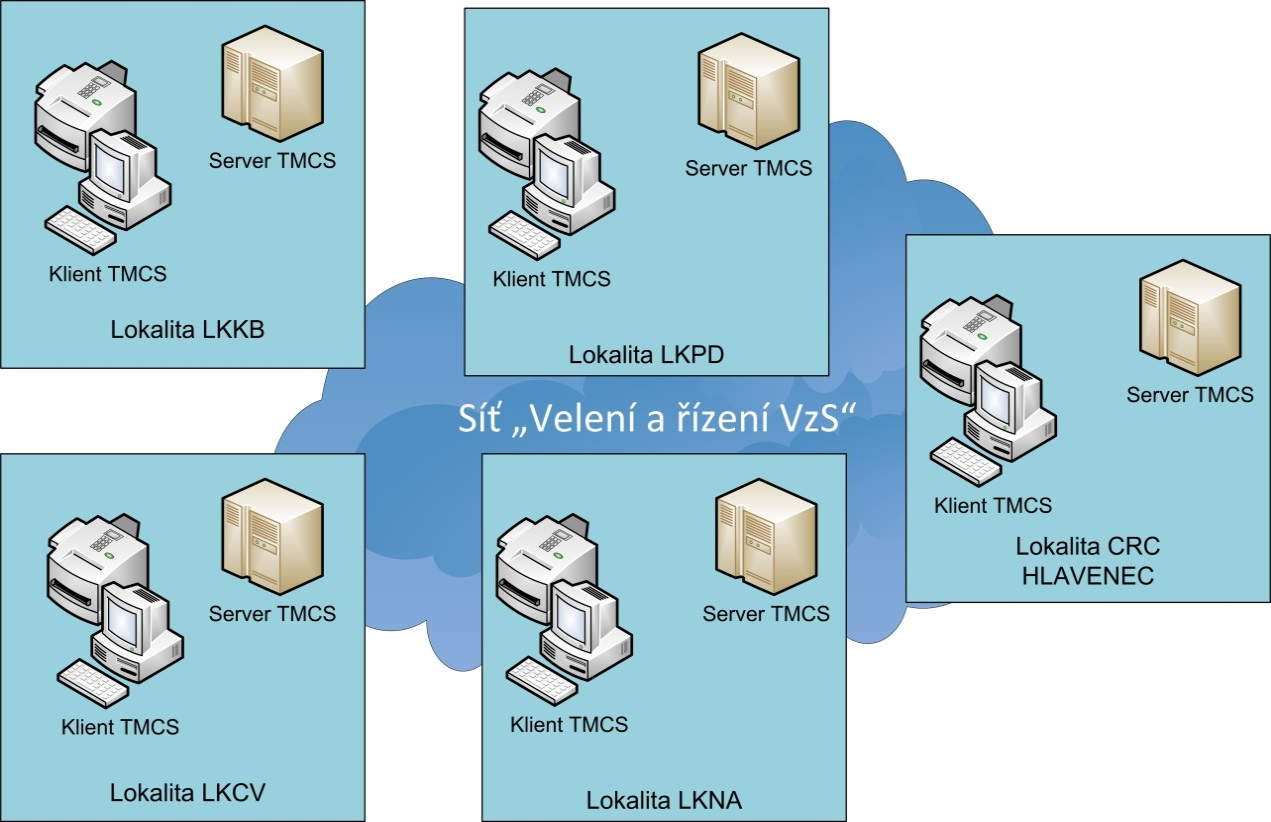 Server TMCS
Klient TMCS
Lokalita LKKB
Server TMCS
Klient TMCS
Lokalita LKPD
Server TMCS
Klient TMCS
Lokalita CRC
HLAVENEC
Síť „Velení a řízení VzS“
Server TMCS
Klient TMCS
Lokalita LKCV
Server TMCS
Klient TMCS
Lokalita LKNA